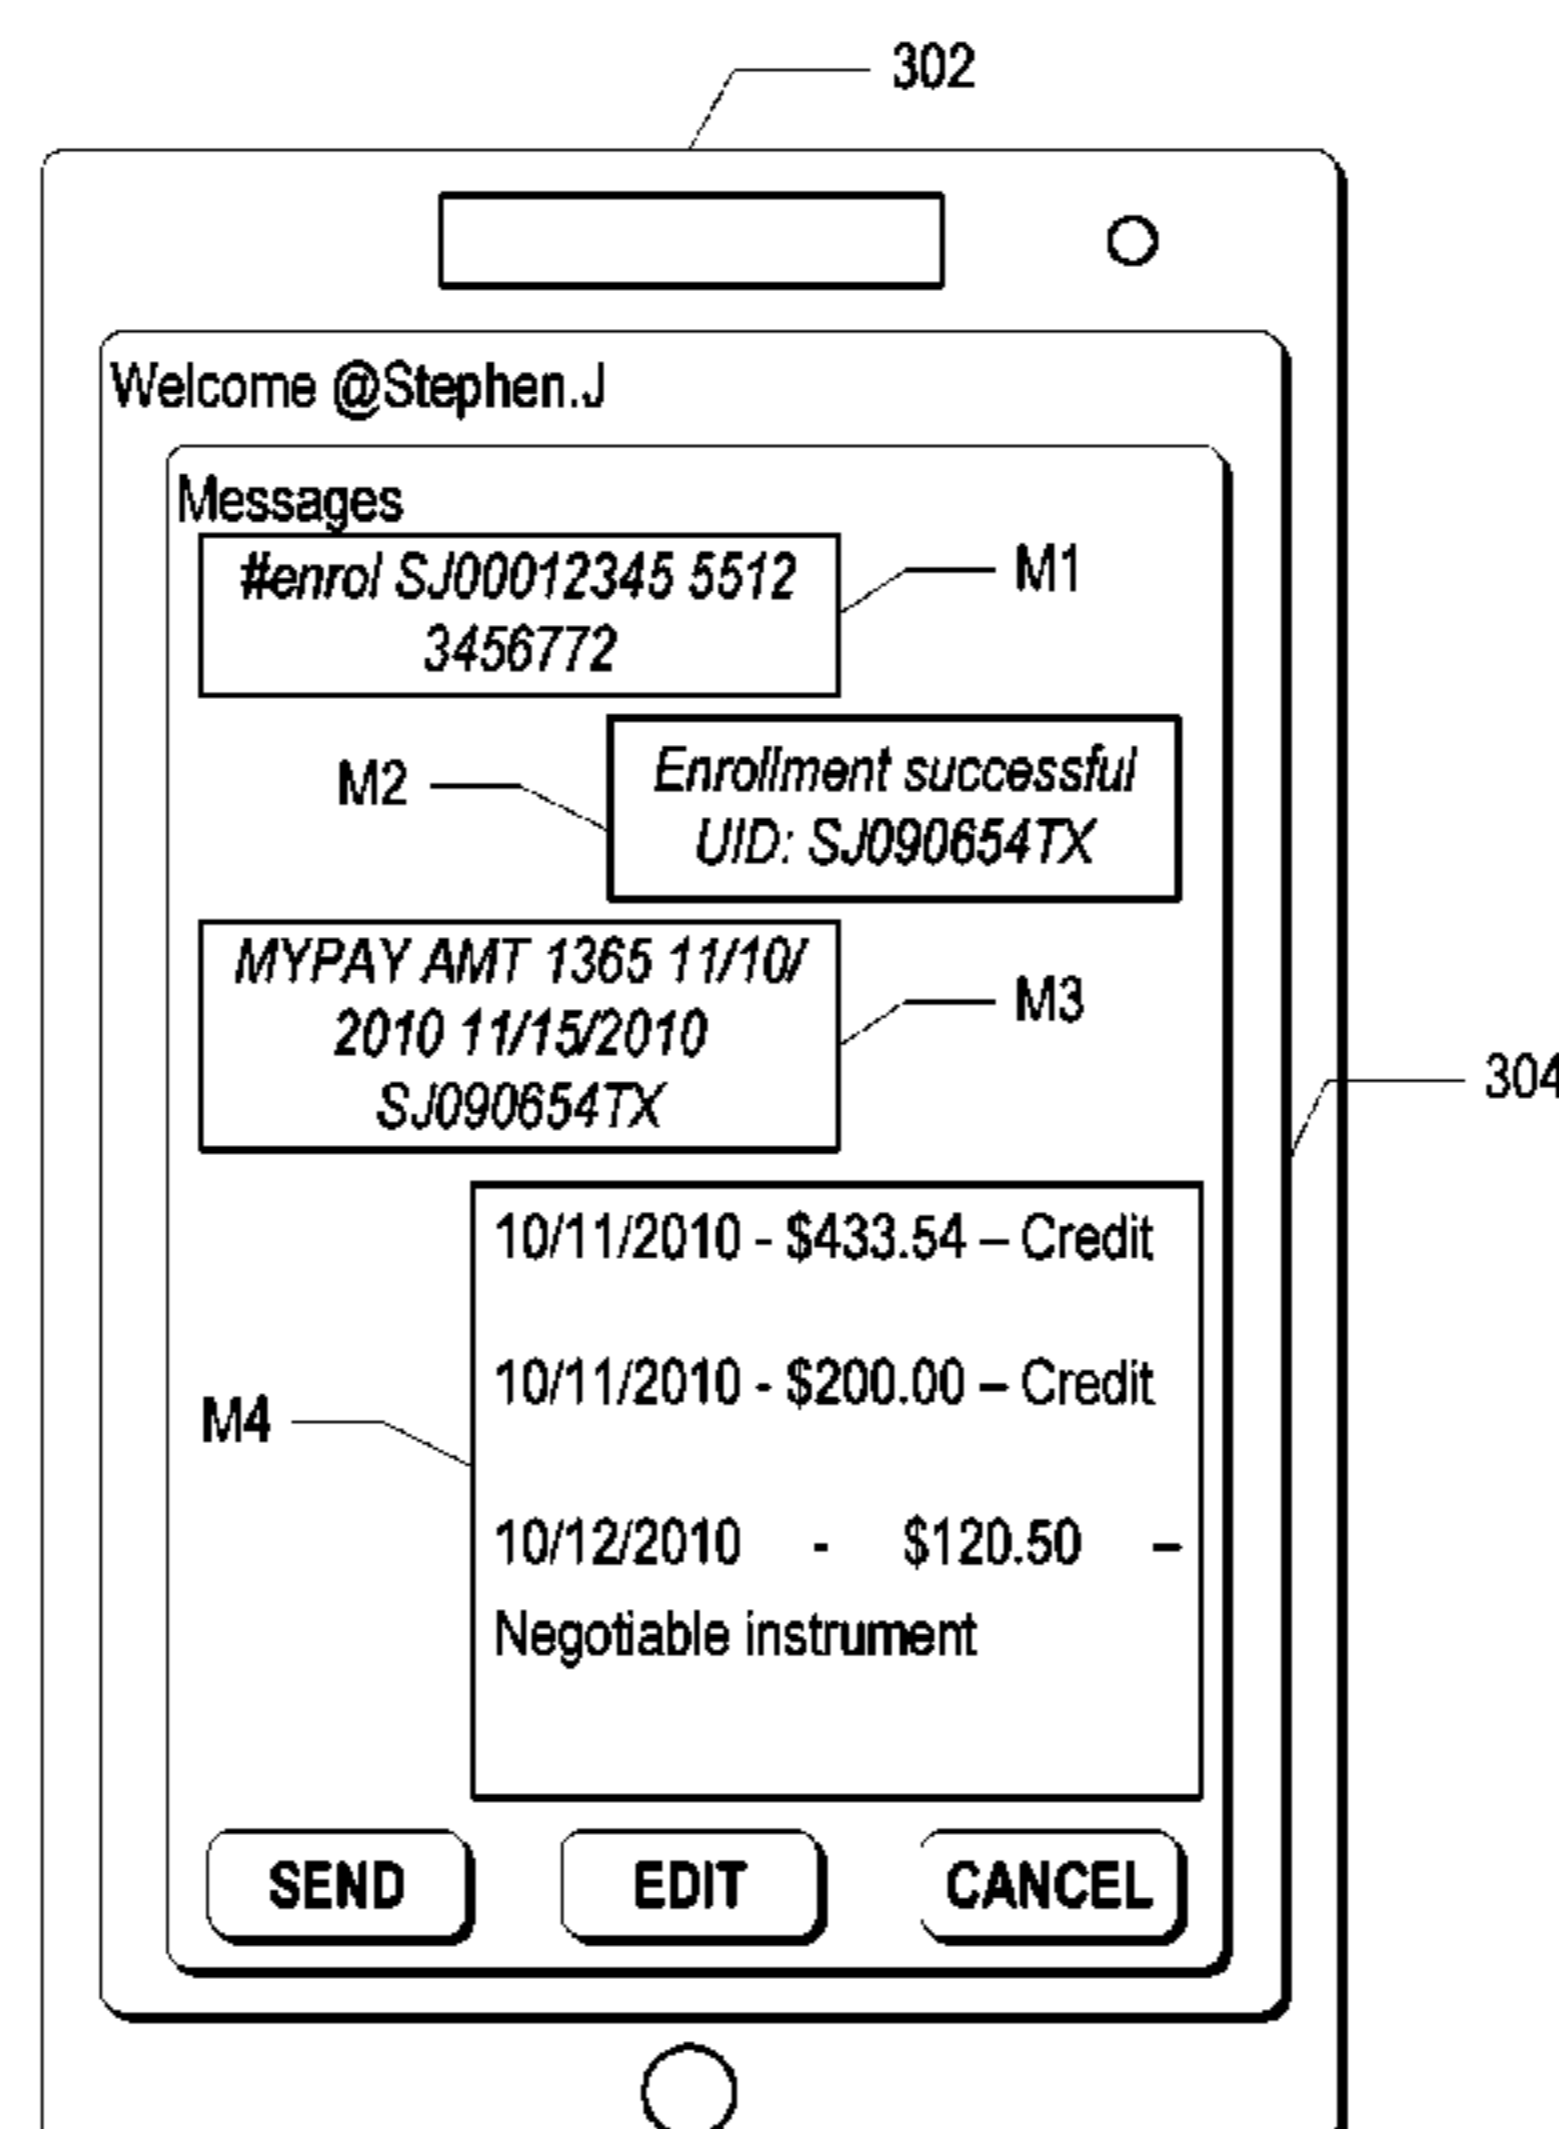 302
Welcome @Stephen.J
Messages
#enrol SJ00012345 5512
3456772
M1
Enrollment successful
UID: SJ090654TX
M2
MYPAY AMT 1365 11/10/
2010 11/15/2010
SJ090654TX
M3
304
10/11/2010 - $433.54 – Credit
10/11/2010 - $200.00 – Credit
M4
10/12/2010 - $120.50 –
Negotiable instrument
SEND EDIT CANCEL